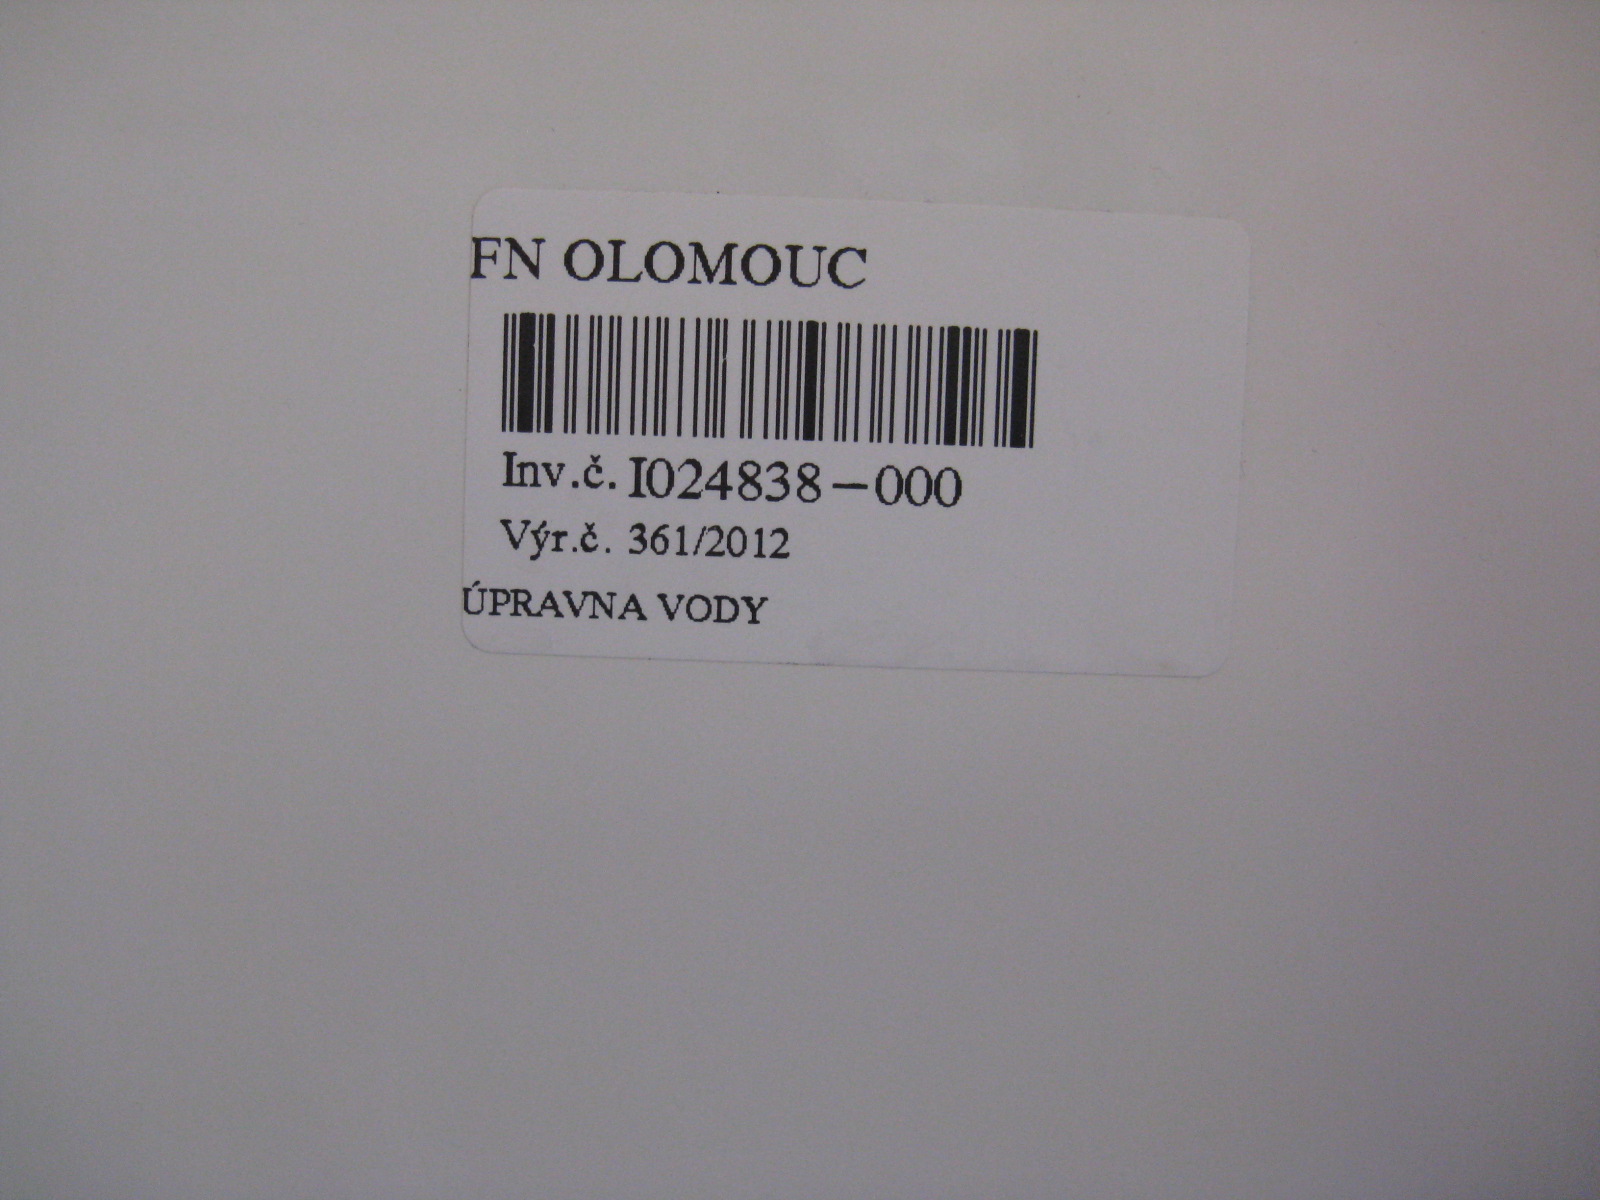 FN OLOMOUC
Inv.č. I024838-000
Výr.č. 361/2012
ÚPRAVNA VODY